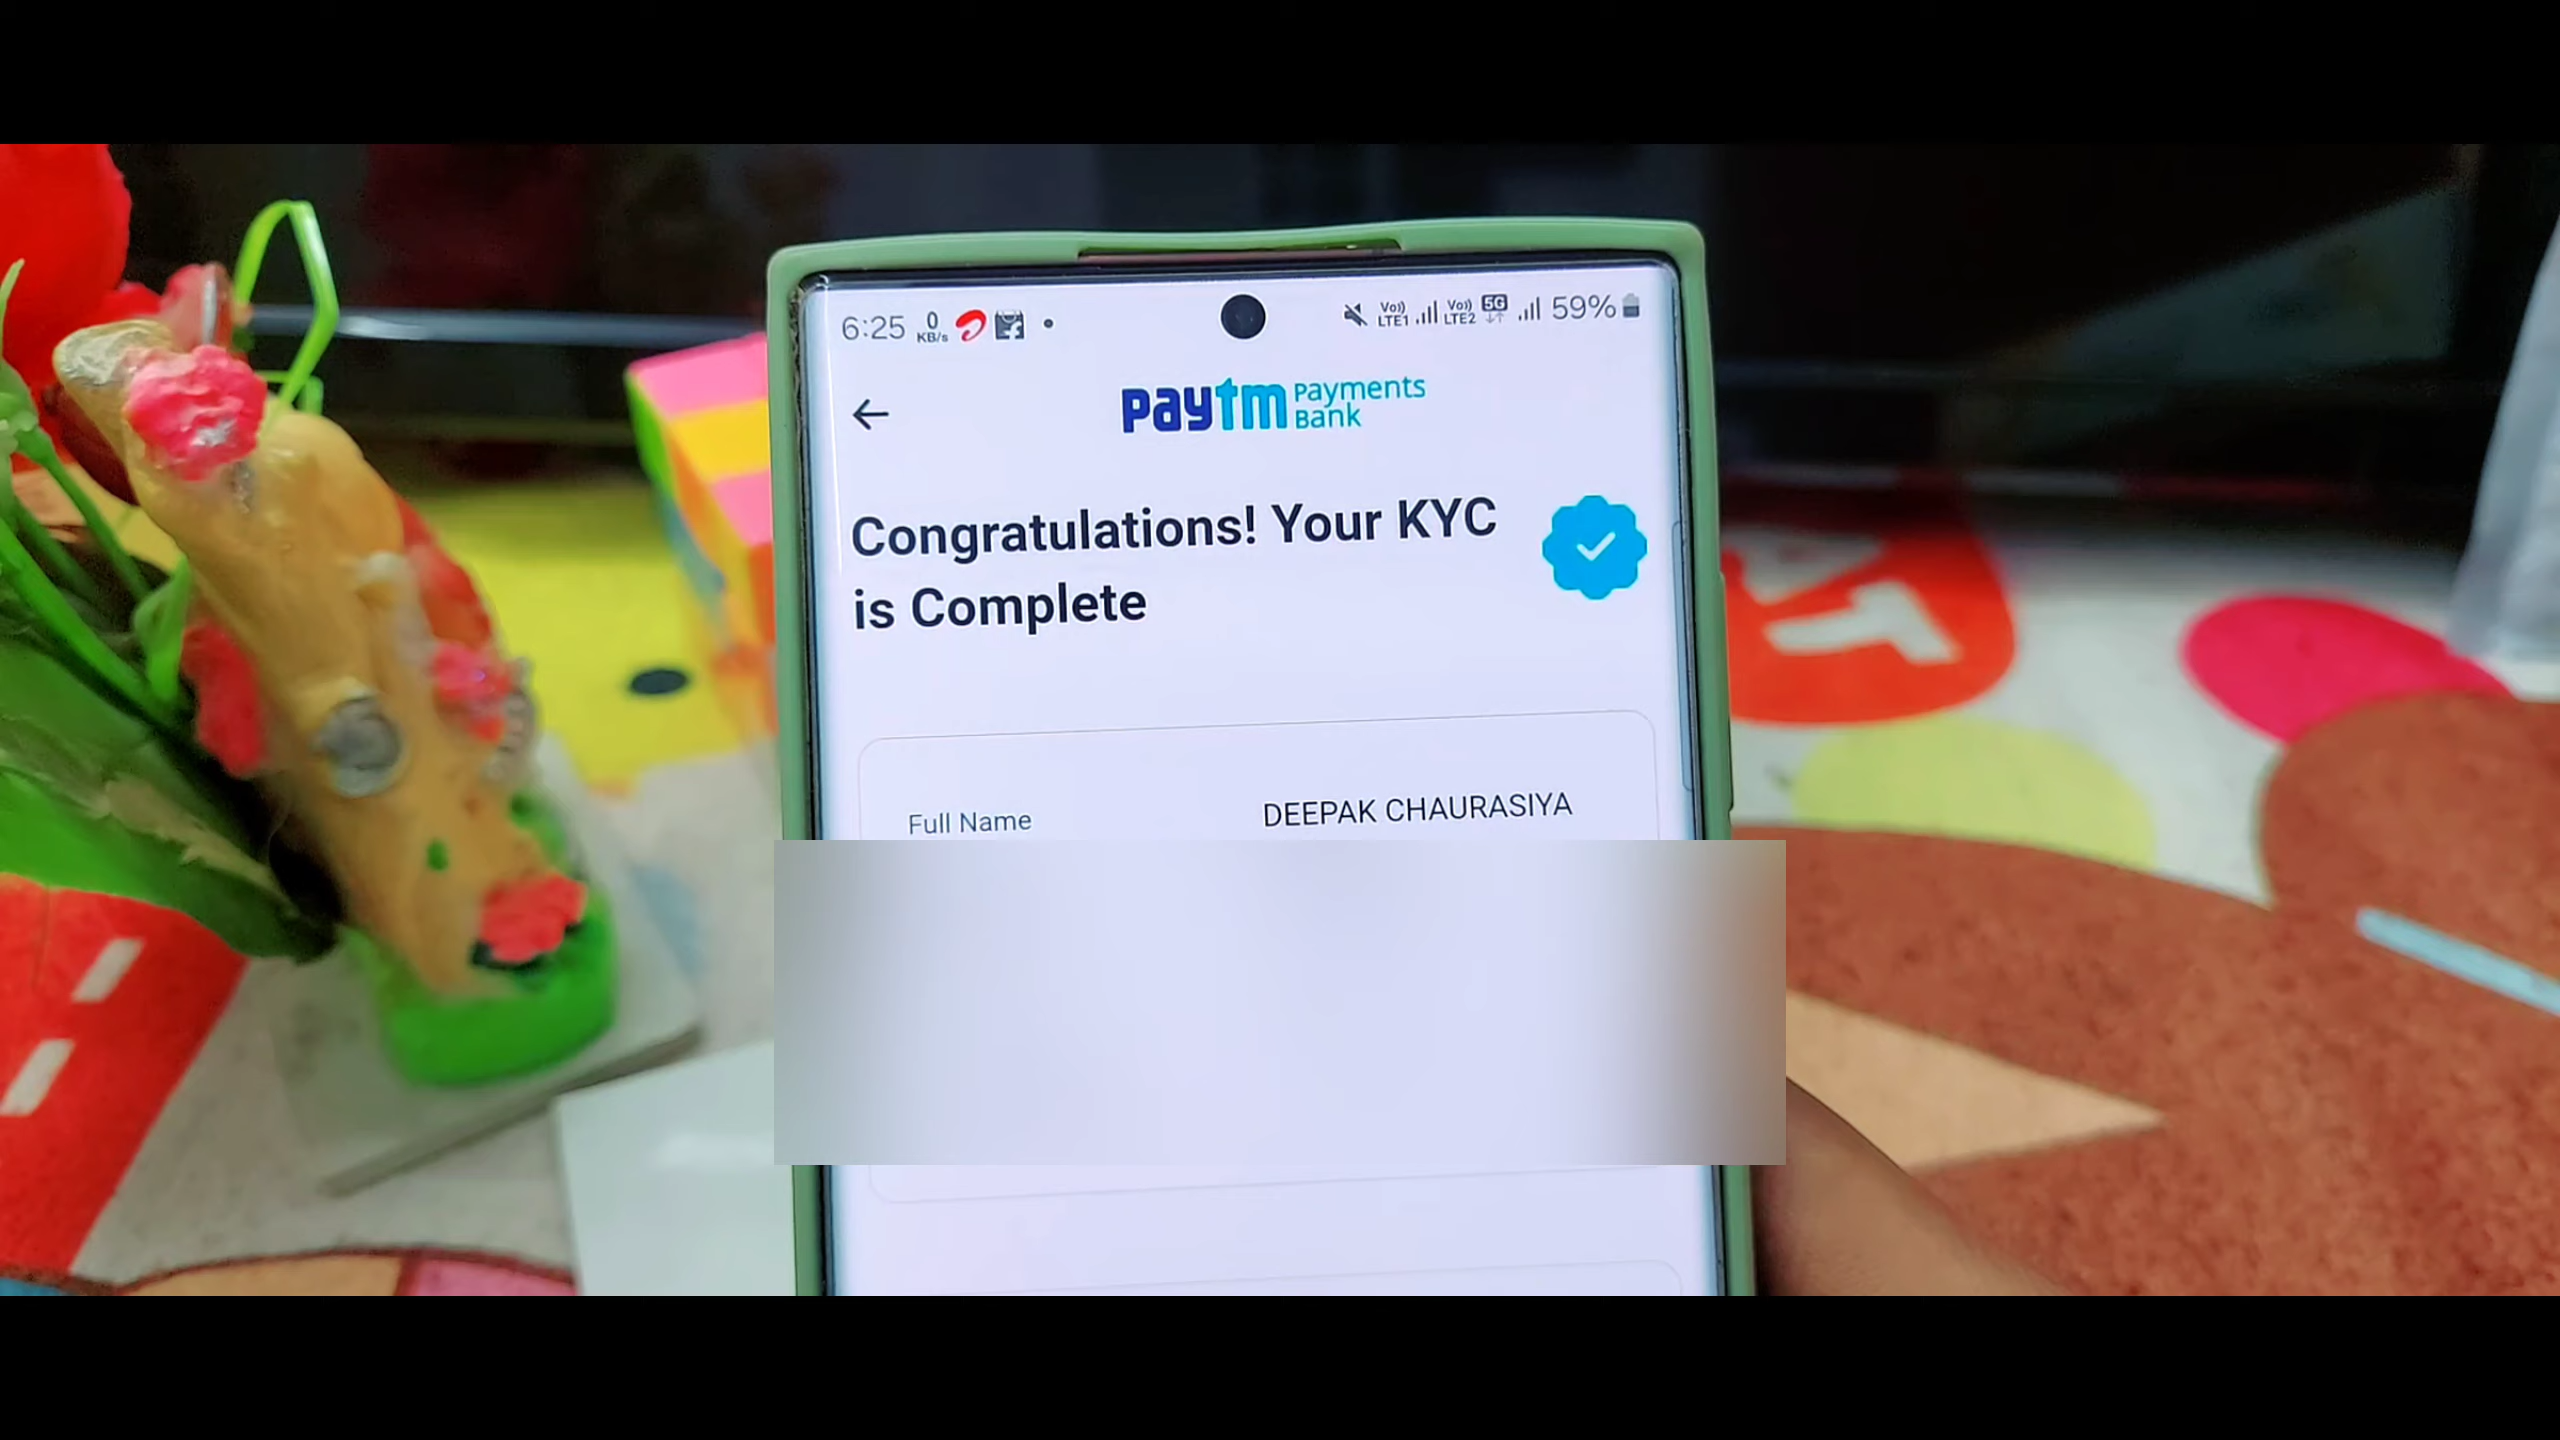 6:25 0 KB/s Vo)) LTE1 Vo)) LTE2 5G 59%
paytm Payments Bank
Congratulations! Your KYC
is Complete
Full Name DEEPAK CHAURASIYA